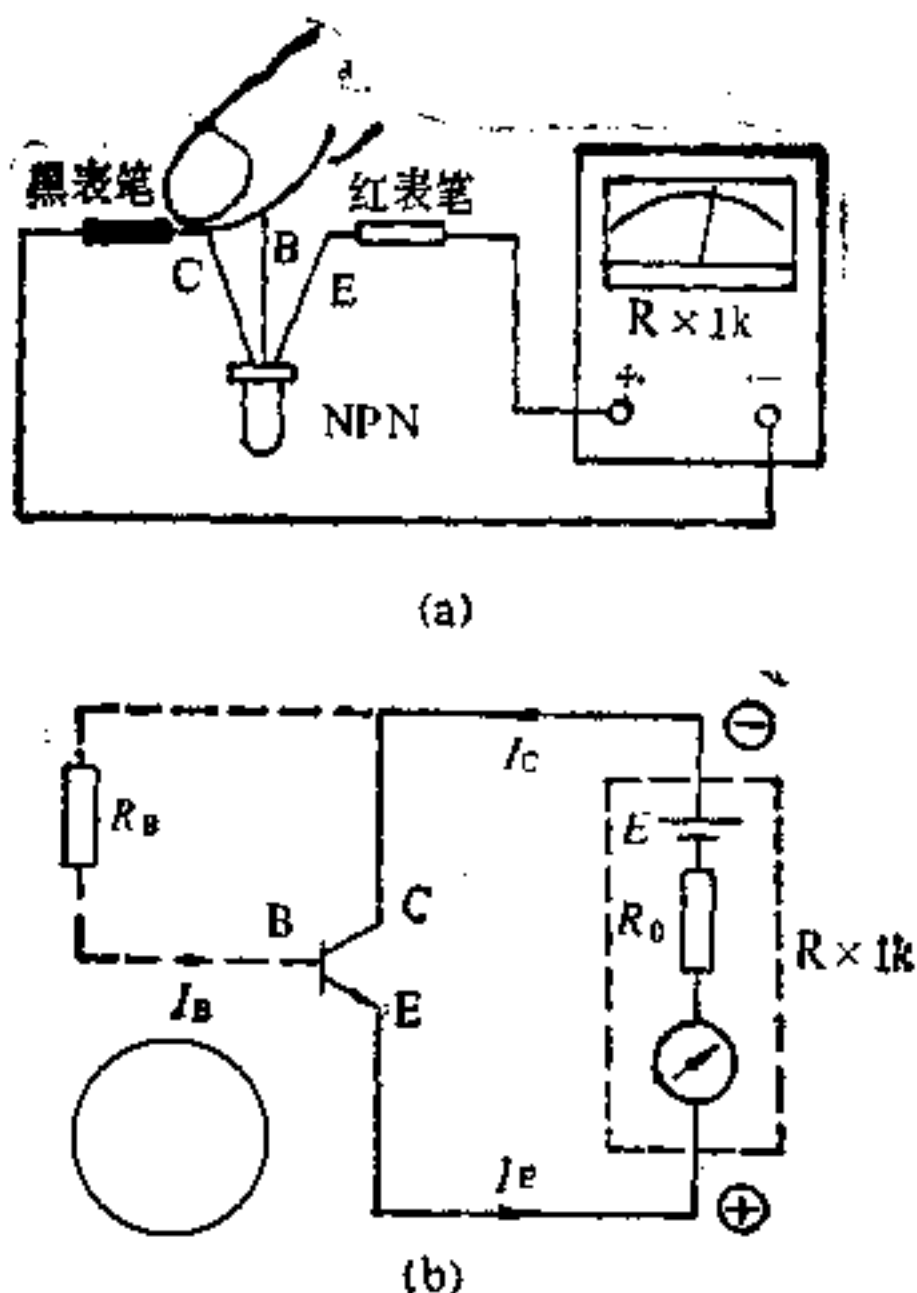 黑表笔
红表笔
C
B
E
R × 1k
+
−
NPN
(a)
−
I_C
R_B
E
R_0
R × 1k
B
C
E
I_B
I_E
+
(b)